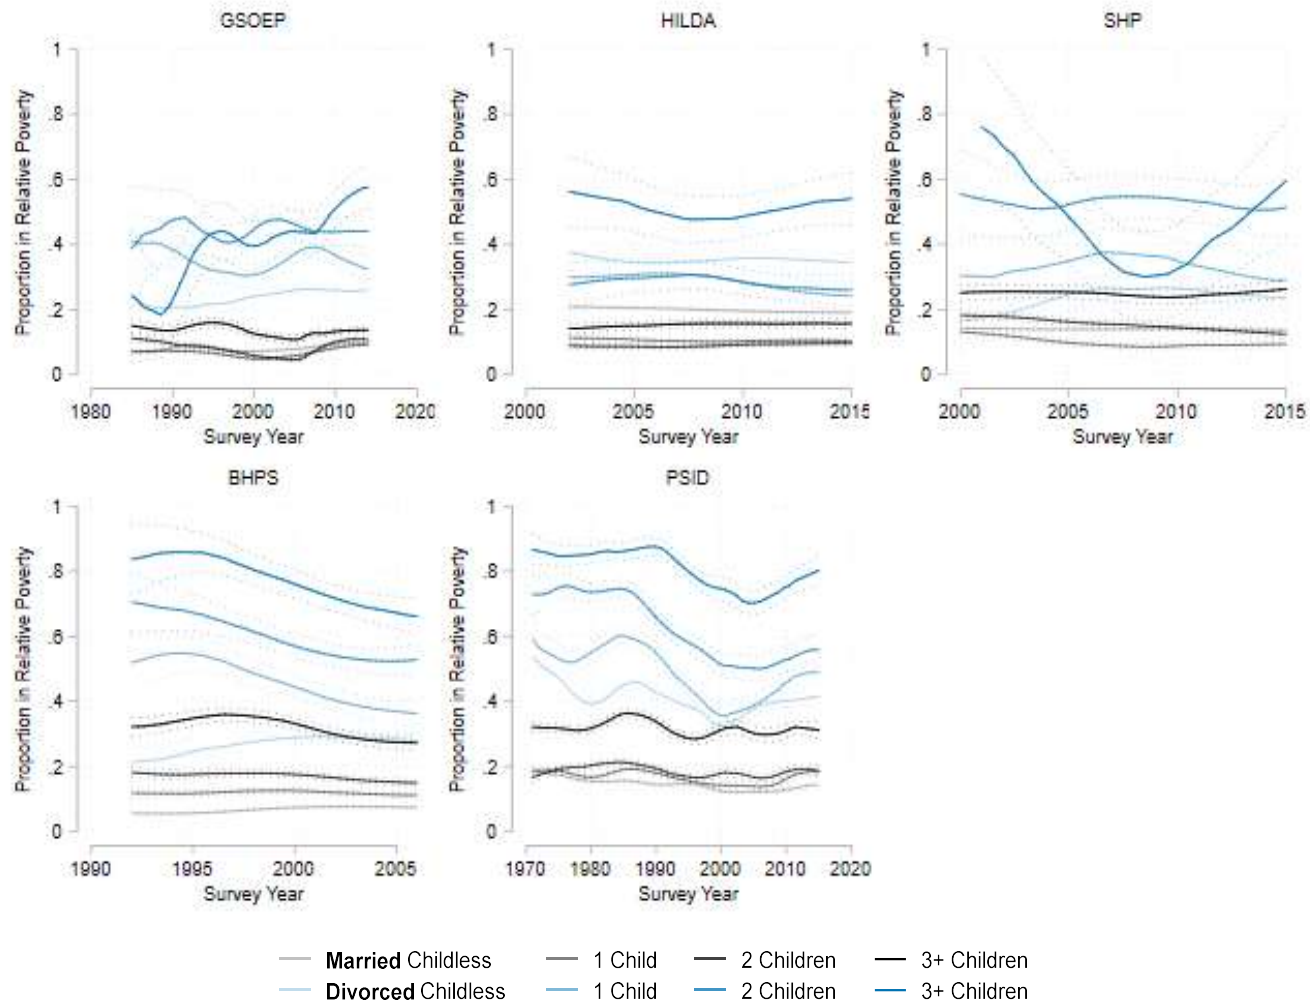 GSOEP
Proportion in Relative Poverty
1
.8
.6
.4
.2
0
1980 1990 2000 2010 2020
Survey Year
HILDA
Proportion in Relative Poverty
1
.8
.6
.4
.2
0
2000 2005 2010 2015
Survey Year
SHP
Proportion in Relative Poverty
1
.8
.6
.4
.2
0
2000 2005 2010 2015
Survey Year
BHPS
Proportion in Relative Poverty
1
.8
.6
.4
.2
0
1990 1995 2000 2005
Survey Year
PSID
Proportion in Relative Poverty
1
.8
.6
.4
.2
0
1970 1980 1990 2000 2010 2020
Survey Year
Married Childless 1 Child 2 Children 3+ Children
Divorced Childless 1 Child 2 Children 3+ Children